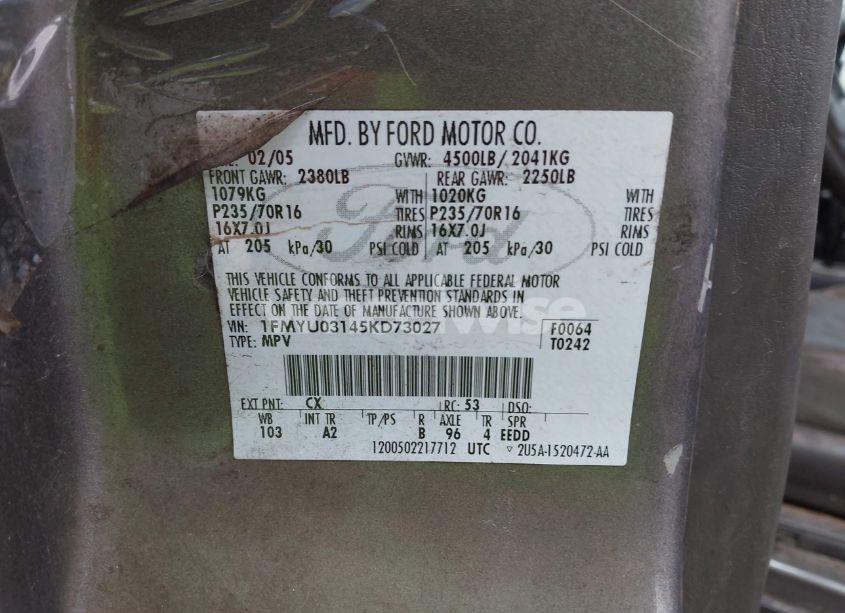 MFD. BY FORD MOTOR CO.
02/05 GVWR: 4500LB/ 2041KG
FRONT GAWR: 2380LB REAR GAWR: 2250LB
1079KG WITH 1020KG WITH
P235/70R16 TIRES P235/70R16 TIRES
16X7.0J RIMS 16X7.0J RIMS
AT 205 kPa/30 PSI COLD AT 205 kPa/30 PSI COLD
Ford
THIS VEHICLE CONFORMS TO ALL APPLICABLE FEDERAL MOTOR
VEHICLE SAFETY AND THEFT PREVENTION STANDARDS IN
EFFECT ON THE DATE OF MANUFACTURE SHOWN ABOVE.
VIN: 1FMYU03145KD73027 F0064
TYPE: MPV T0242
EXT PNT: CX RC: 53 DSO:
WB INT TR TP/PS R AXLE TR SPR
103 A2 B 96 4 EEDD
1200502217712 UTC ▽ 2U5A-1520472-AA